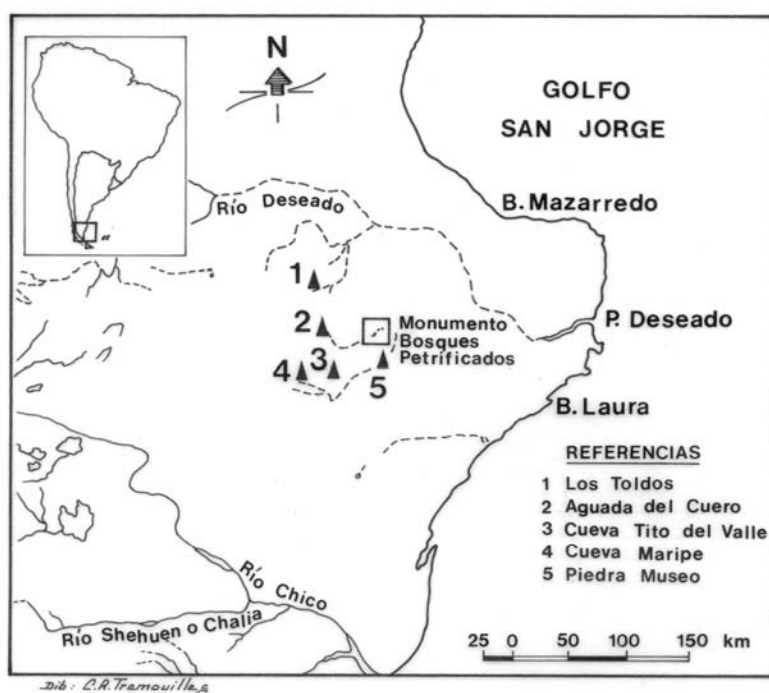 N
GOLFO
SAN JORGE
Río Deseado
B. Mazarredo
1
2
Monumento
Bosques
Petrificados
P. Deseado
4
3
5
B. Laura
REFERENCIAS
1 Los Toldos
2 Aguada del Cuero
3 Cueva Tito del Valle
4 Cueva Maripe
5 Piedra Museo
Río Chico
Río Shehuen o Chalia
25 0 50 100 150 km
Dib: C.R. Tremouilles